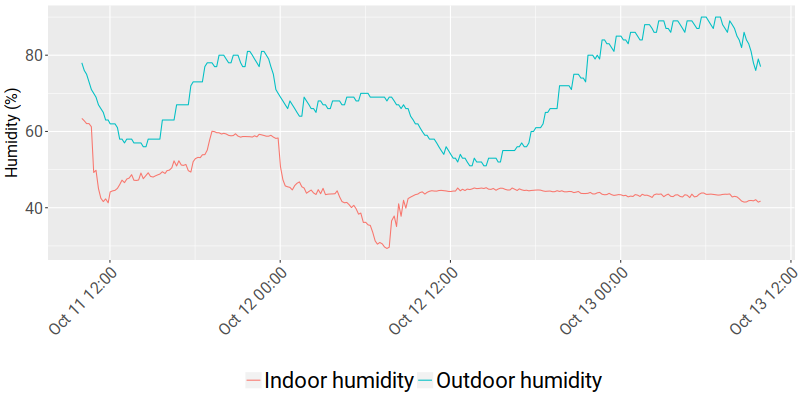 Humidity (%)
80
60
40
Oct 11 12:00
Oct 12 00:00
Oct 12 12:00
Oct 13 00:00
Oct 13 12:00
Indoor humidity
Outdoor humidity